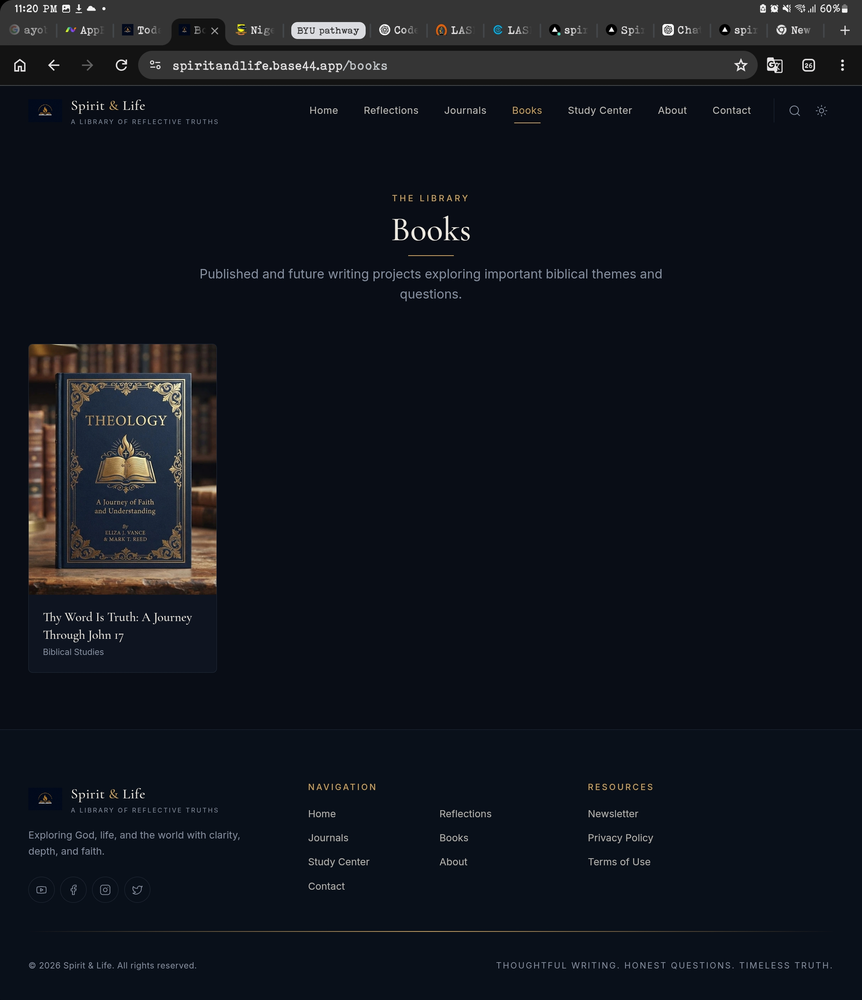 11:20 PM
60%
ayo
App
Toda
Bo
Nige
BYU pathway
Code
LAS
LAS
spir
Spir
Cha
spir
New
spiritandlife.base44.app/books
26
Spirit & Life
A LIBRARY OF REFLECTIVE TRUTHS
Home
Reflections
Journals
Books
Study Center
About
Contact
THE LIBRARY
Books
Published and future writing projects exploring important biblical themes and
questions.
THEOLOGY
A Journey of Faith
and Understanding
By
ELIZA J. VANCE
& MARK T. REED
Thy Word Is Truth: A Journey
Through John 17
Biblical Studies
Spirit & Life
A LIBRARY OF REFLECTIVE TRUTHS
Exploring God, life, and the world with clarity,
depth, and faith.
NAVIGATION
Home
Reflections
Journals
Books
Study Center
About
Contact
RESOURCES
Newsletter
Privacy Policy
Terms of Use
© 2026 Spirit & Life. All rights reserved.
THOUGHTFUL WRITING. HONEST QUESTIONS. TIMELESS TRUTH.